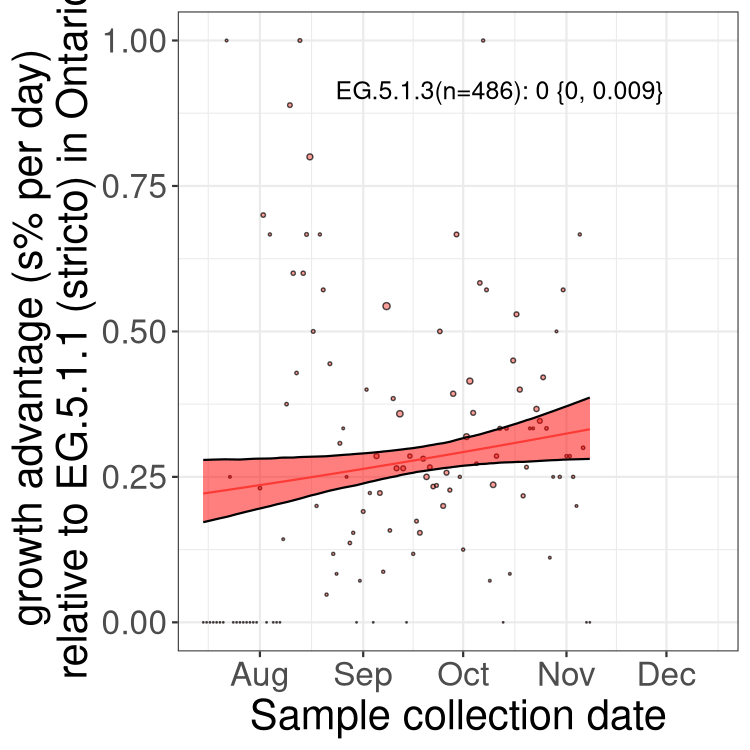 growth advantage (s% per day)
relative to EG.5.1.1 (stricto) in Ontario
1.00
0.75
0.50
0.25
0.00
EG.5.1.3(n=486): 0 {0, 0.009}
Aug Sep Oct Nov Dec
Sample collection date